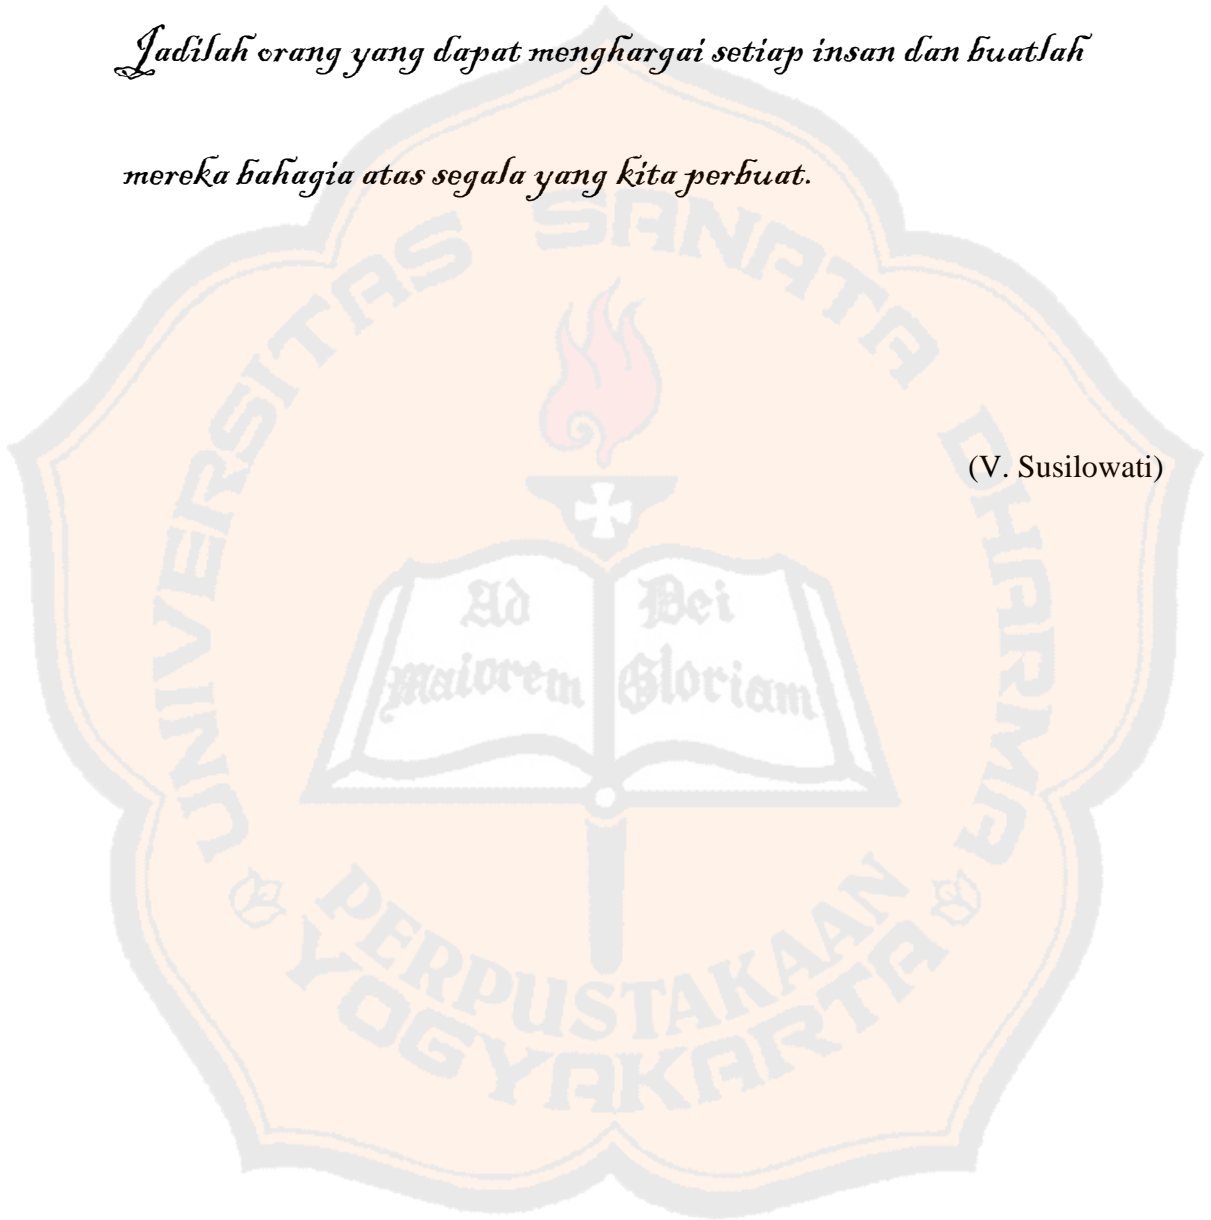 Jadilah orang yang dapat menghargai setiap insan dan buatlah
mereka bahagia atas segala yang kita perbuat.
UNIVERSITAS SANATA DHARMA
(V. Susilowati)
Ad Dei
Maiorem Gloriam
PERPUSTAKAAN
YOGYAKARTA